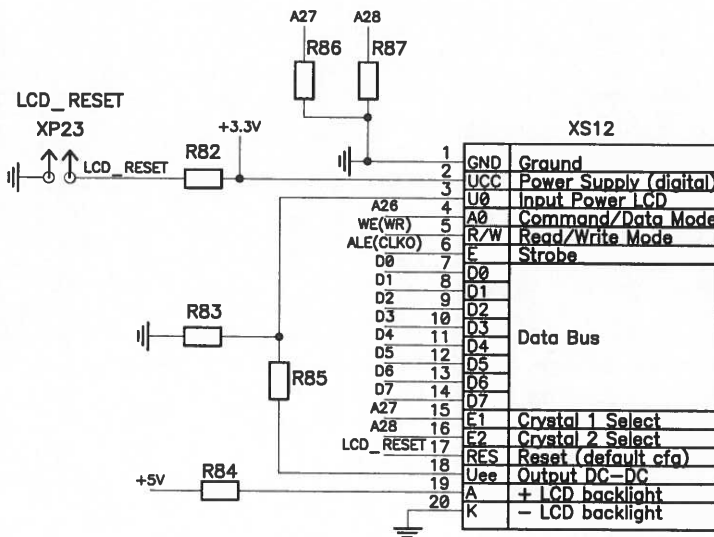 A27 A28
R86 R87
LCD_RESET
XP23
+3.3V
LCD_RESET R82
XS12
1 GND Graund
2 UCC Power Supply (digital)
3 U0 Input Power LCD
A26 4 A0 Command/Data Mode
WE(WR) 5 R/W Read/Write Mode
ALE(CLKO) 6 E Strobe
D0 7 D0
D1 8 D1
D2 9 D2
D3 10 D3
D4 11 D4
D5 12 D5
D6 13 D6
D7 14 D7
Data Bus
A27 15 E1 Crystal 1 Select
A28 16 E2 Crystal 2 Select
LCD_RESET 17 RES Reset (default cfg)
18 Uee Output DC-DC
19 A + LCD backlight
20 K - LCD backlight
R83
R85
+5V R84